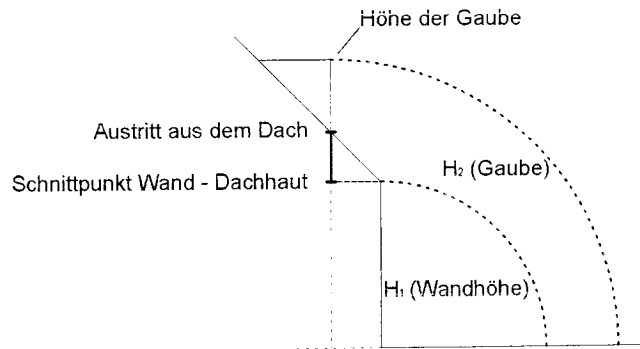 Höhe der Gaube
Austritt aus dem Dach
H₂ (Gaube)
Schnittpunkt Wand - Dachhaut
H₁ (Wandhöhe)